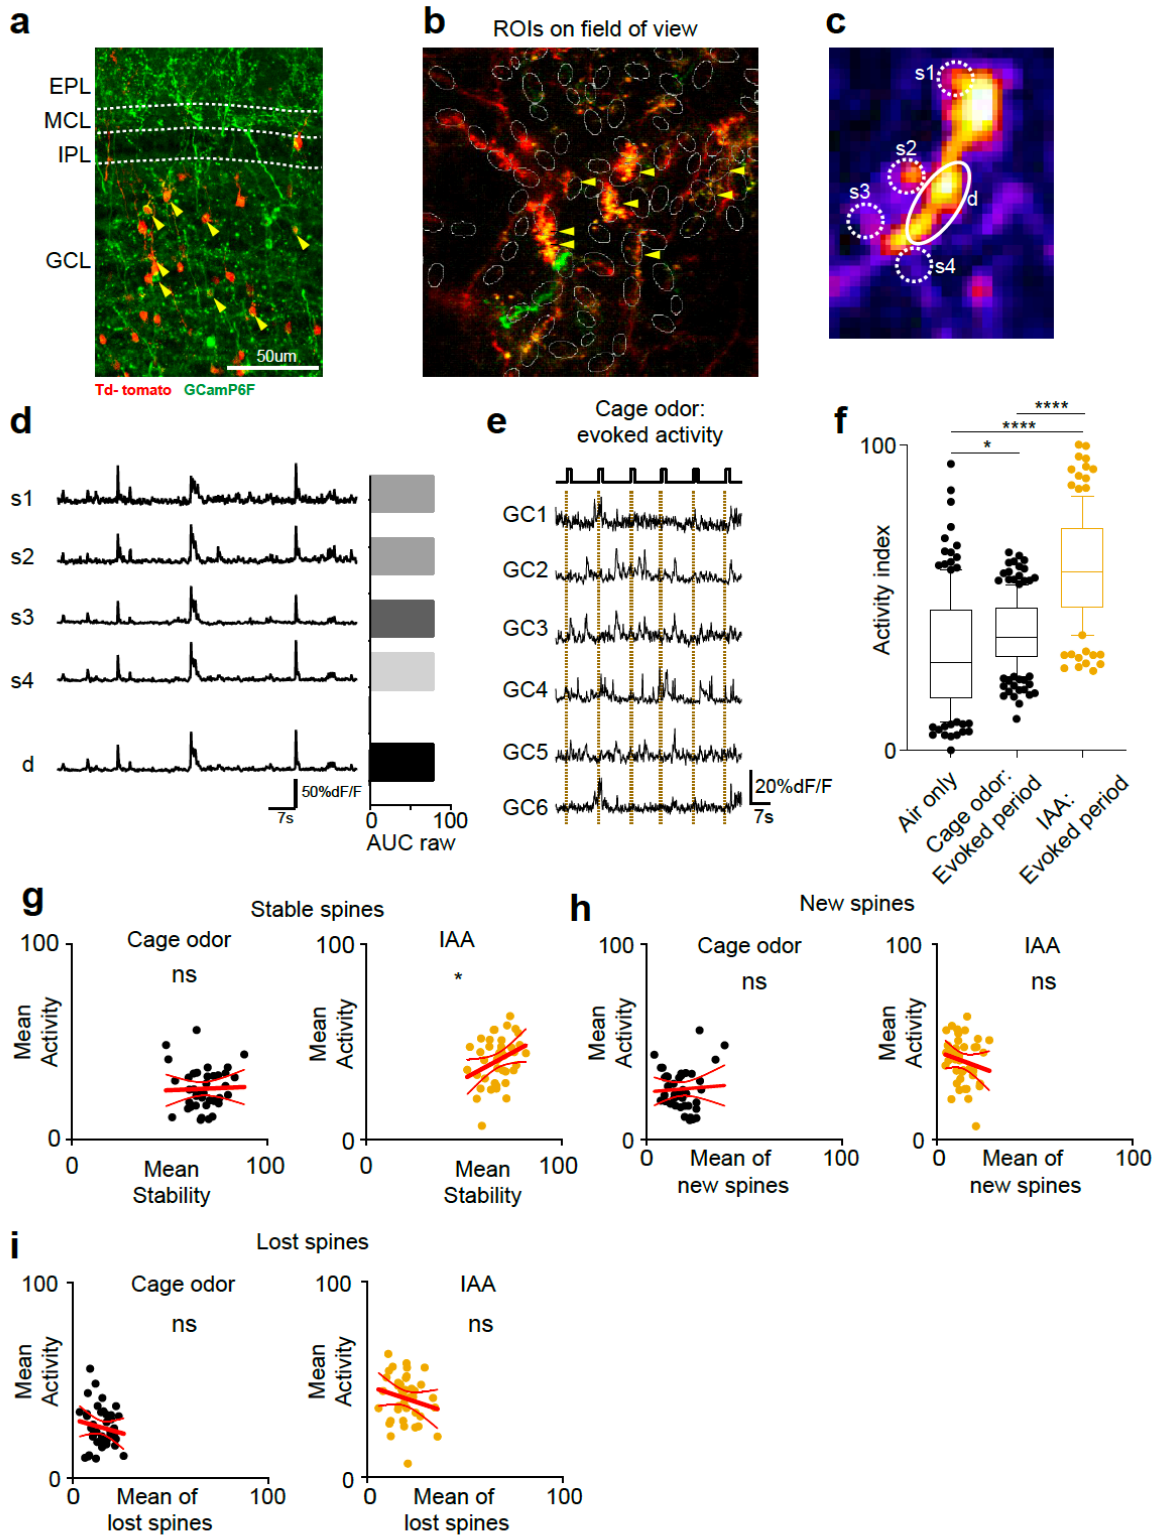 a
EPL
MCL
IPL
GCL
50um
Td- tomato GCamP6F
b
ROIs on field of view
c
s1
s2
s3
d
s4
d
s1
s2
s3
s4
d
50%dF/F
7s
0 100
AUC raw
e
Cage odor:
evoked activity
GC1
GC2
GC3
GC4
GC5
GC6
20%dF/F
7s
f
****
****
*
100
Activity index
0
Air only
Cage odor:
Evoked period
IAA:
Evoked period
g
Stable spines
Cage odor
ns
100
Mean
Activity
0
0 100
Mean
Stability
IAA
*
100
Mean
Activity
0
0 100
Mean
Stability
h
New spines
Cage odor
ns
100
Mean
Activity
0
0 100
Mean of
new spines
IAA
ns
100
Mean
Activity
0
0 100
Mean of
new spines
i
Lost spines
Cage odor
ns
100
Mean
Activity
0
0 100
Mean of
lost spines
IAA
ns
100
Mean
Activity
0
0 100
Mean of
lost spines